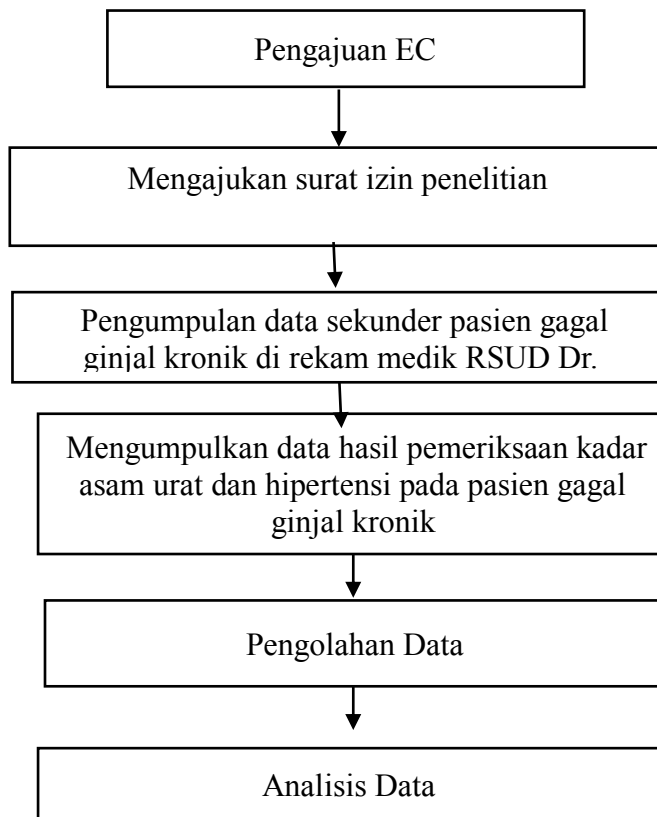 Pengajuan EC
Mengajukan surat izin penelitian
Pengumpulan data sekunder pasien gagal
ginjal kronik di rekam medik RSUD Dr.
Mengumpulkan data hasil pemeriksaan kadar
asam urat dan hipertensi pada pasien gagal
ginjal kronik
Pengolahan Data
Analisis Data